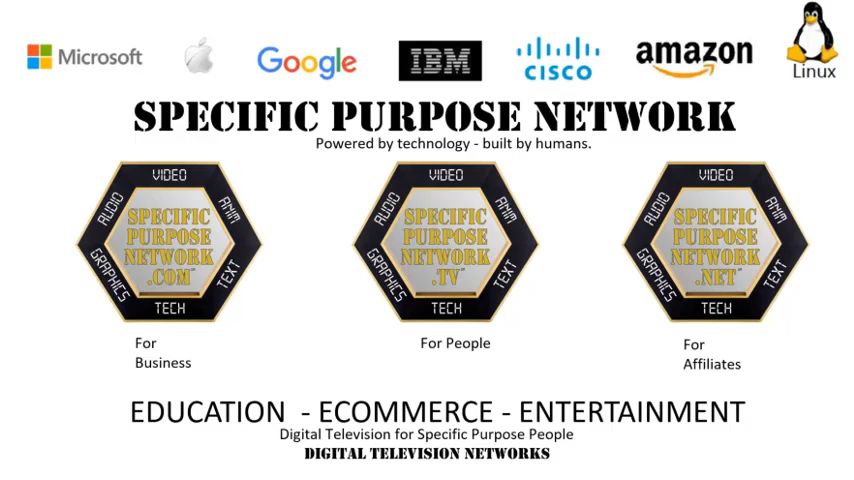 Microsoft
Google
IBM
CISCO
amazon
Linux
SPECIFIC PURPOSE NETWORK
Powered by technology - built by humans.
VIDEO
AUDIO
ANIM
SPECIFIC
PURPOSE
NETWORK
.COM™
GRAPHICS
TEXT
TECH
VIDEO
AUDIO
ANIM
SPECIFIC
PURPOSE
NETWORK
.TV™
GRAPHICS
TEXT
TECH
VIDEO
AUDIO
ANIM
SPECIFIC
PURPOSE
NETWORK
.NET™
GRAPHICS
TEXT
TECH
For
Business
For People
For
Affiliates
EDUCATION - ECOMMERCE - ENTERTAINMENT
Digital Television for Specific Purpose People
DIGITAL TELEVISION NETWORKS